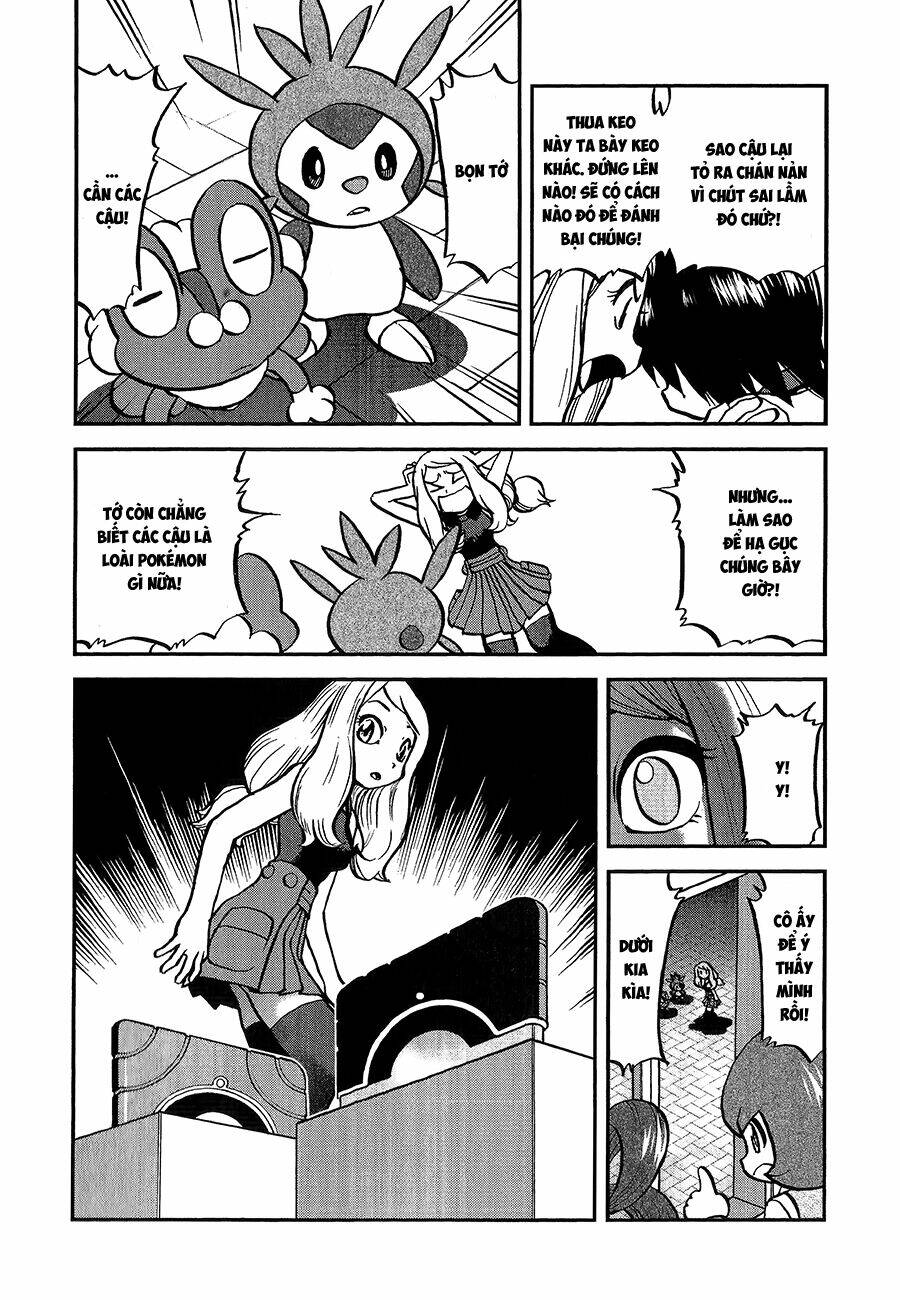 SAO CẬU LẠI
TỎ RA CHÁN NẢN
VÌ CHÚT SAI LẦM
ĐÓ CHỨ?!
THUA KEO
NÀY TA BÀY KEO
KHÁC. ĐỨNG LÊN
NÀO! SẼ CÓ CÁCH
NÀO ĐÓ ĐỂ ĐÁNH
BẠI CHÚNG!
BỌN TỚ
...
CẦN CÁC
CẬU!
NHƯNG...
LÀM SAO
ĐỂ HẠ GỤC
CHÚNG BÂY
GIỜ?!
TỚ CÒN CHẲNG
BIẾT CÁC CẬU LÀ
LOÀI POKÉMON
GÌ NỮA!
Y!
Y!
CÔ ẤY
ĐỂ Ý
THẤY
MÌNH
RỒI!
DƯỚI
KIA
KÌA!